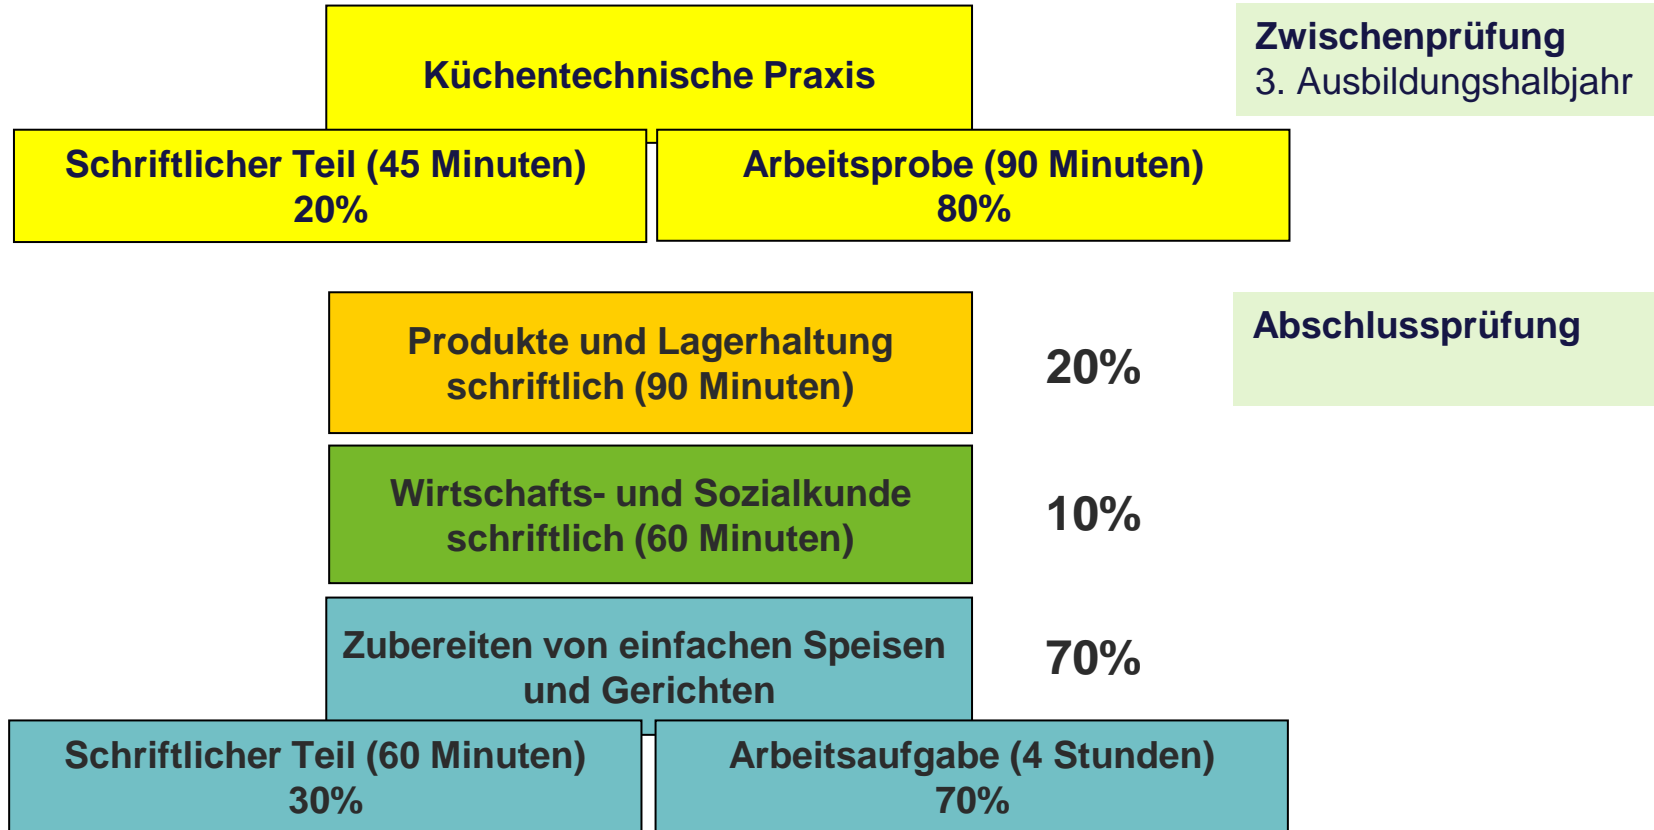 Küchentechnische Praxis
Zwischenprüfung
3. Ausbildungshalbjahr
Schriftlicher Teil (45 Minuten)
20%
Arbeitsprobe (90 Minuten)
80%
Produkte und Lagerhaltung
schriftlich (90 Minuten)
20%
Abschlussprüfung
Wirtschafts- und Sozialkunde
schriftlich (60 Minuten)
10%
Zubereiten von einfachen Speisen
und Gerichten
70%
Schriftlicher Teil (60 Minuten)
30%
Arbeitsaufgabe (4 Stunden)
70%